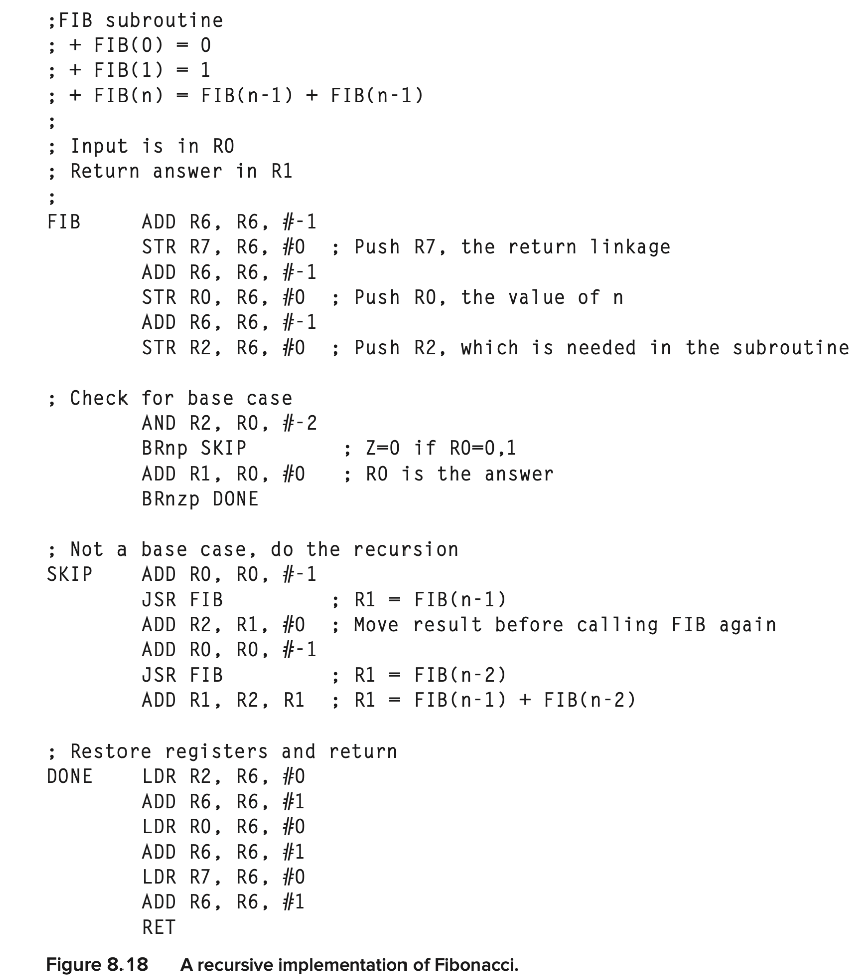 ;FIB subroutine
; + FIB(0) = 0
; + FIB(1) = 1
; + FIB(n) = FIB(n-1) + FIB(n-1)
;
; Input is in R0
; Return answer in R1
;
FIB ADD R6, R6, #-1
STR R7, R6, #0 ; Push R7, the return linkage
ADD R6, R6, #-1
STR R0, R6, #0 ; Push R0, the value of n
ADD R6, R6, #-1
STR R2, R6, #0 ; Push R2, which is needed in the subroutine
; Check for base case
AND R2, R0, #-2
BRnp SKIP ; Z=0 if R0=0,1
ADD R1, R0, #0 ; R0 is the answer
BRnzp DONE
; Not a base case, do the recursion
SKIP ADD R0, R0, #-1
JSR FIB ; R1 = FIB(n-1)
ADD R2, R1, #0 ; Move result before calling FIB again
ADD R0, R0, #-1
JSR FIB ; R1 = FIB(n-2)
ADD R1, R2, R1 ; R1 = FIB(n-1) + FIB(n-2)
; Restore registers and return
DONE LDR R2, R6, #0
ADD R6, R6, #1
LDR R0, R6, #0
ADD R6, R6, #1
LDR R7, R6, #0
ADD R6, R6, #1
RET
Figure 8.18 A recursive implementation of Fibonacci.